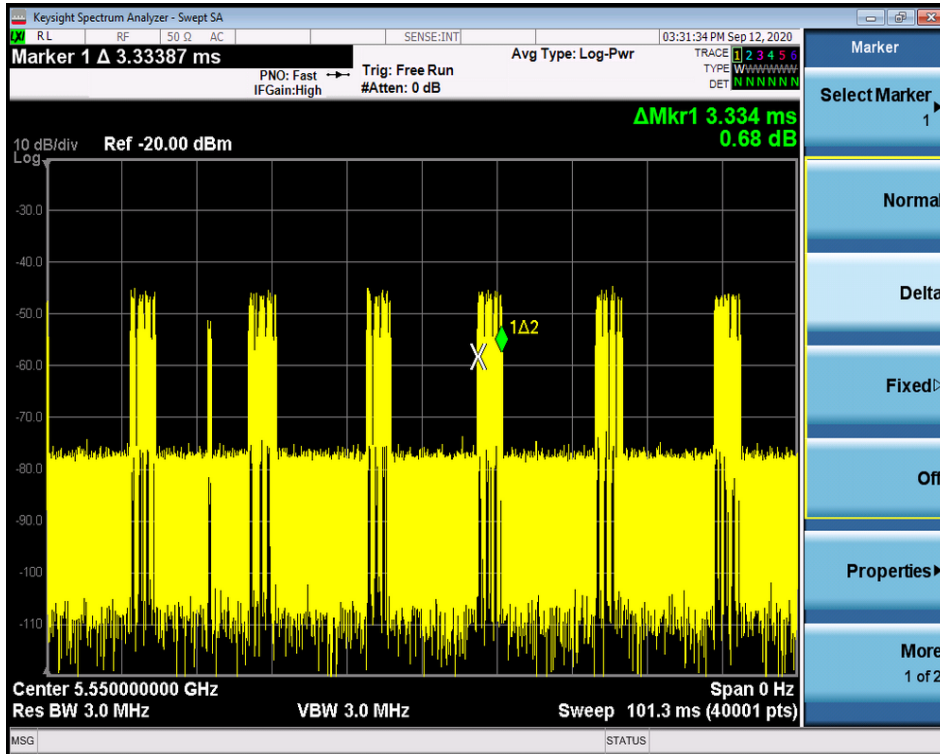 Keysight Spectrum Analyzer - Swept SA
LXI RL RF 50 Ω AC SENSE:INT 03:31:34 PM Sep 12, 2020
Marker 1 Δ 3.33387 ms
PNO: Fast
IFGain:High
Trig: Free Run
#Atten: 0 dB
Avg Type: Log-Pwr
TRACE 1 2 3 4 5 6
TYPE WWWWWW
DET N N N N N N
ΔMkr1 3.334 ms
0.68 dB
10 dB/div Ref -20.00 dBm
Log
-30.0
-40.0
-50.0
-60.0
-70.0
-80.0
-90.0
-100
-110
1Δ2
X
Center 5.550000000 GHz Span 0 Hz
Res BW 3.0 MHz VBW 3.0 MHz Sweep 101.3 ms (40001 pts)
MSG STATUS
Marker
Select Marker
1
Normal
Delta
Fixed
Off
Properties
More
1 of 2